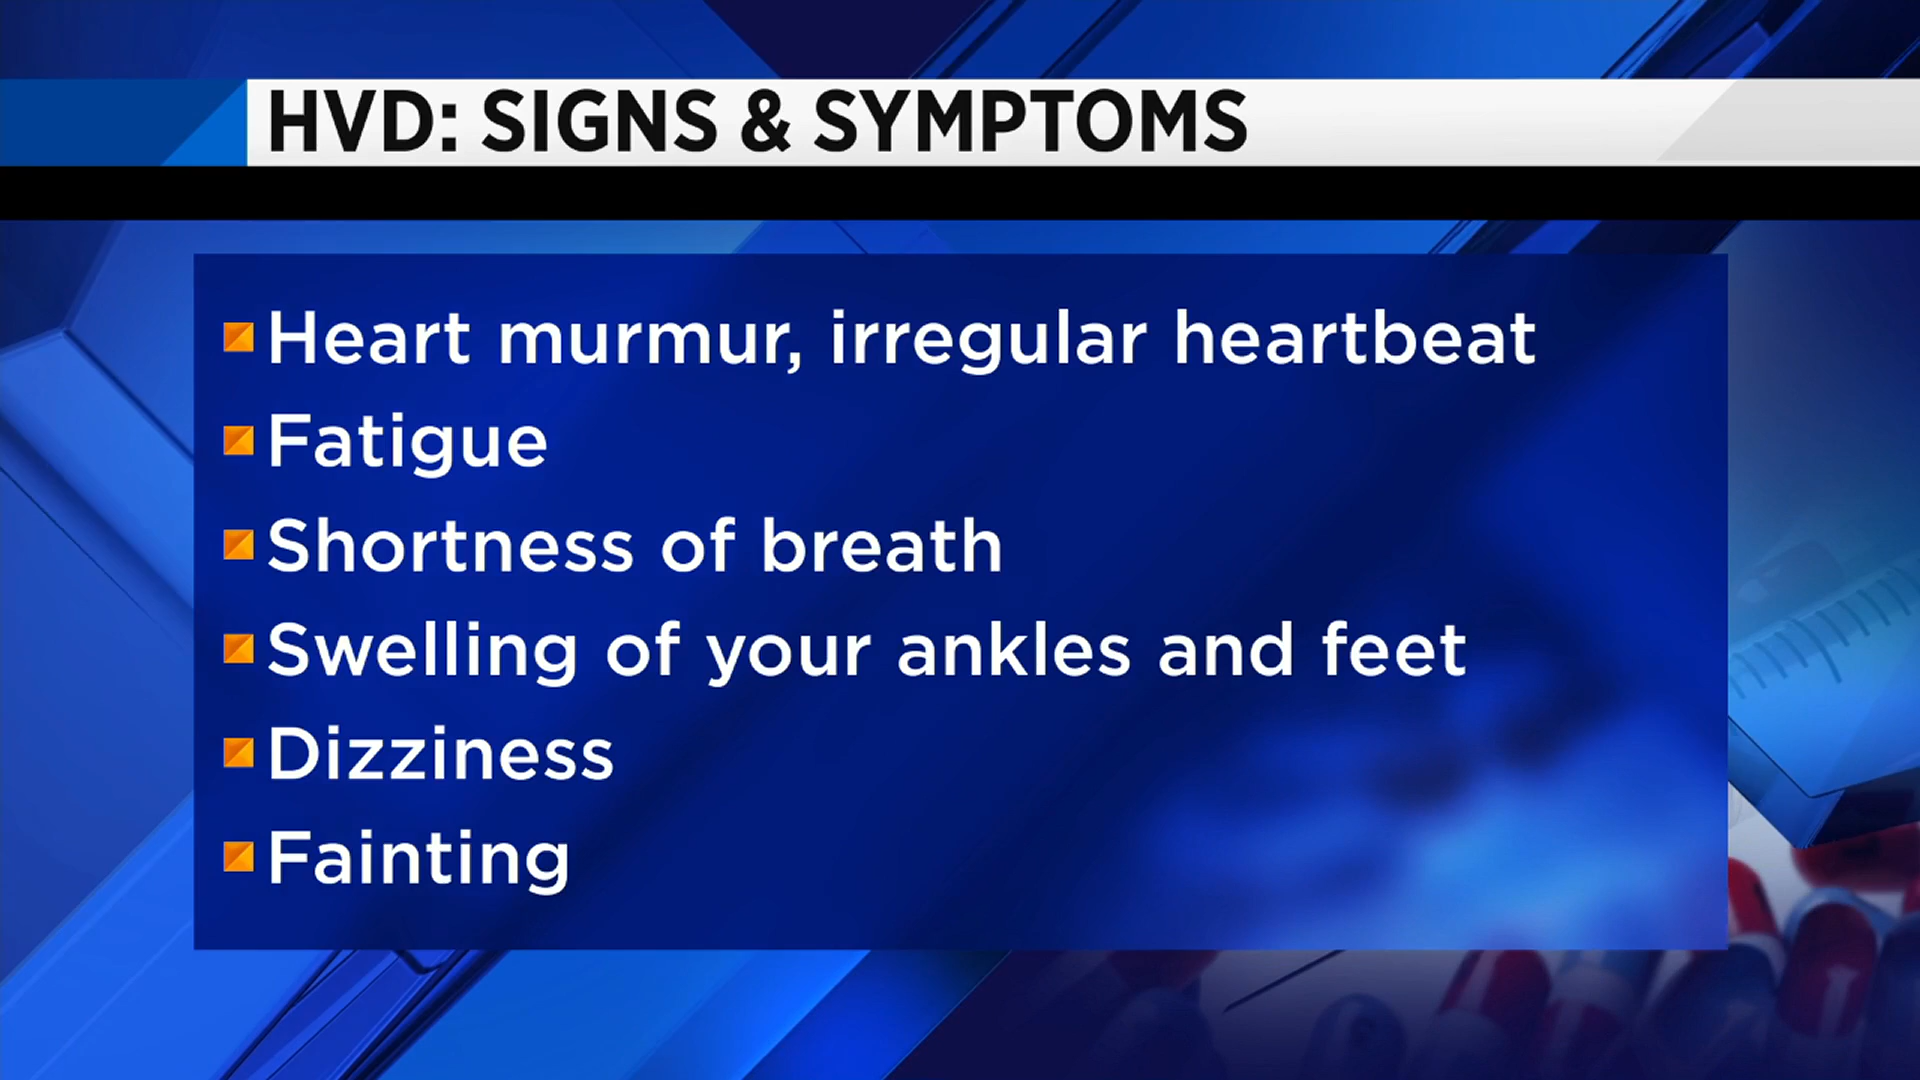 HVD: SIGNS & SYMPTOMS
Heart murmur, irregular heartbeat
Fatigue
Shortness of breath
Swelling of your ankles and feet
Dizziness
Fainting